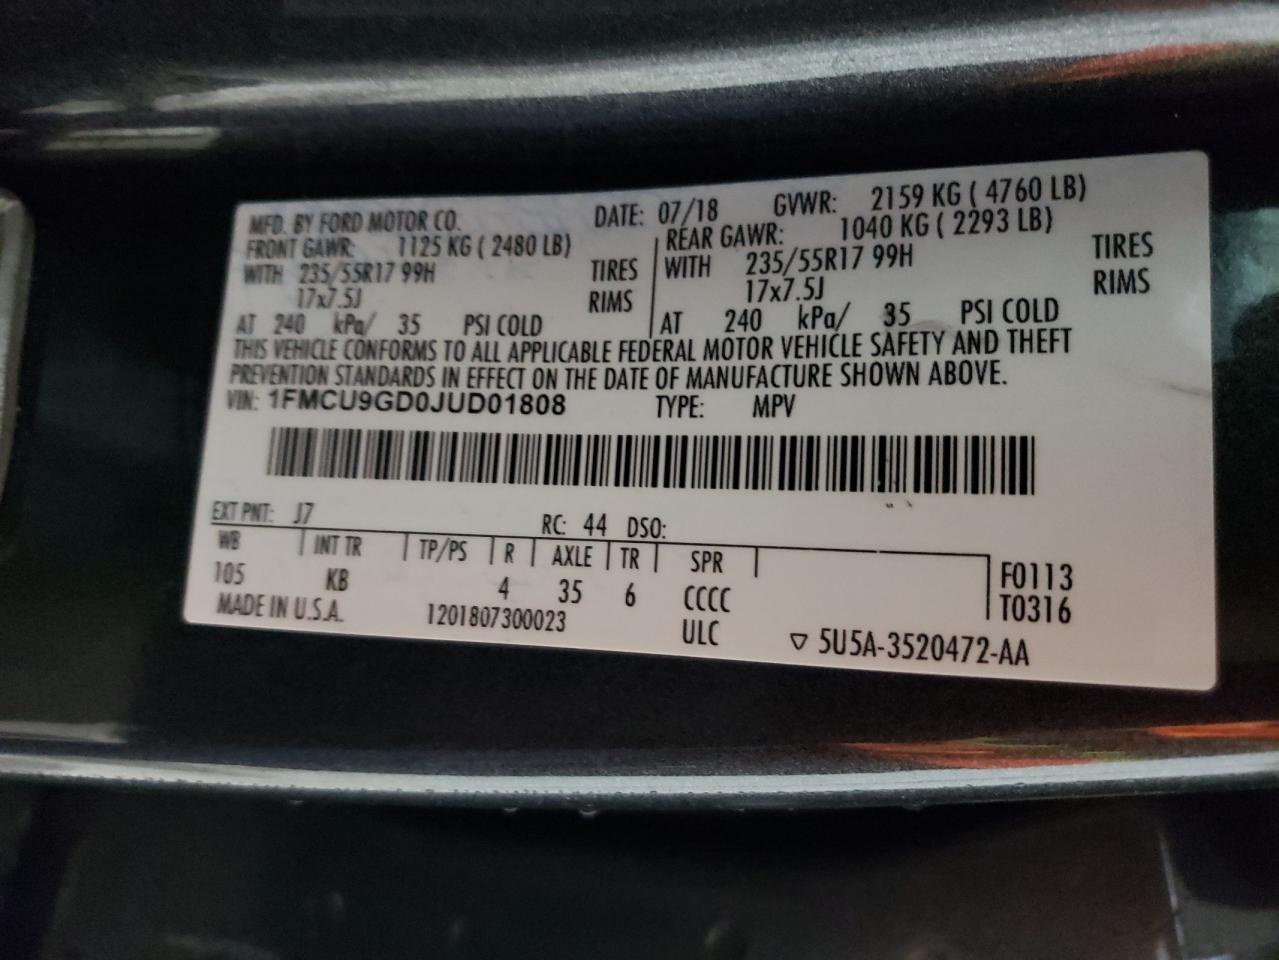 MFD. BY FORD MOTOR CO. DATE: 07/18 GVWR: 2159 KG ( 4760 LB)
FRONT GAWR: 1125 KG ( 2480 LB) REAR GAWR: 1040 KG ( 2293 LB)
WITH 235/55R17 99H TIRES WITH 235/55R17 99H TIRES
17x7.5J RIMS 17x7.5J RIMS
AT 240 kPa/ 35 PSI COLD AT 240 kPa/ 35 PSI COLD
THIS VEHICLE CONFORMS TO ALL APPLICABLE FEDERAL MOTOR VEHICLE SAFETY AND THEFT
PREVENTION STANDARDS IN EFFECT ON THE DATE OF MANUFACTURE SHOWN ABOVE.
VIN: 1FMCU9GD0JUD01808 TYPE: MPV
EXT PNT: J7 RC: 44 DSO:
WB INT TR TP/PS R AXLE TR SPR F0113
105 KB 4 35 6 CCCC T0316
MADE IN U.S.A. 1201807300023 ULC ▽ 5U5A-3520472-AA